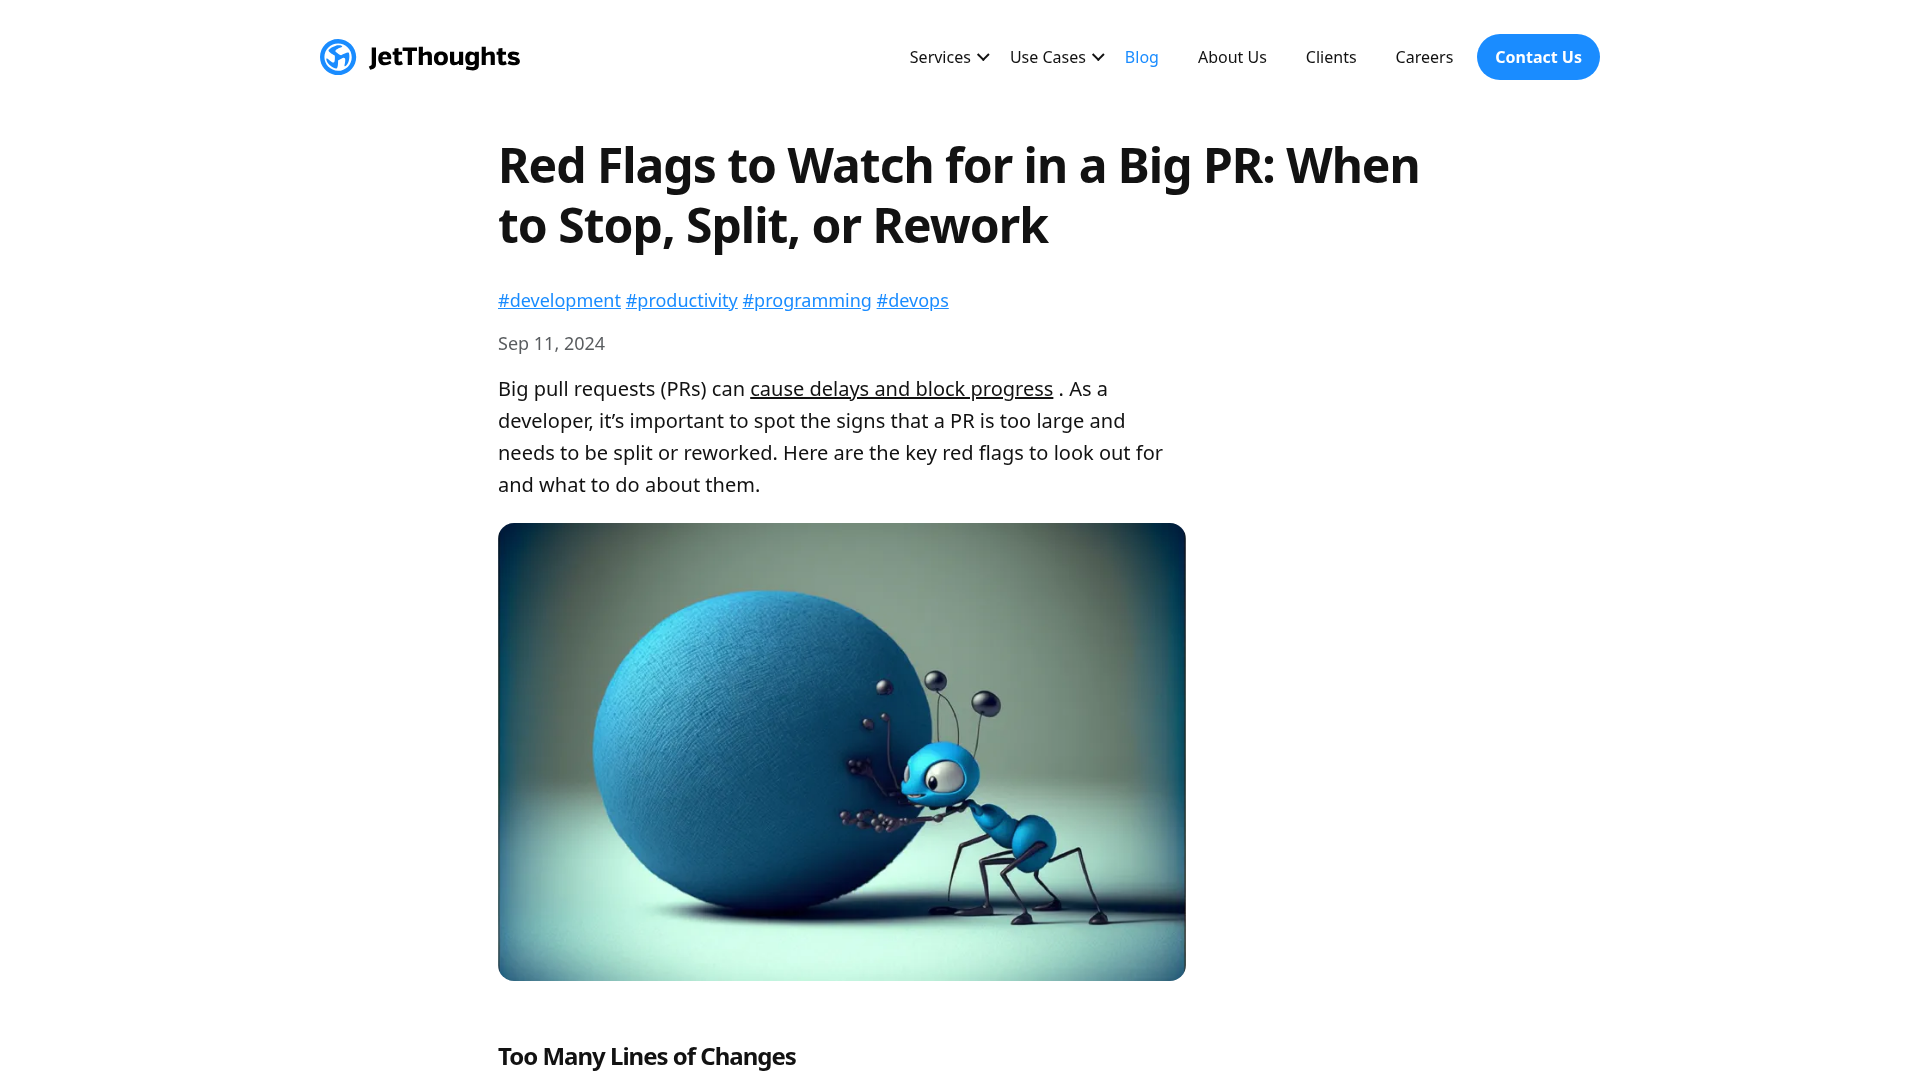 JetThoughts
Services Use Cases Blog About Us Clients Careers Contact Us
Red Flags to Watch for in a Big PR: When
to Stop, Split, or Rework
#development #productivity #programming #devops
Sep 11, 2024
Big pull requests (PRs) can cause delays and block progress . As a
developer, it’s important to spot the signs that a PR is too large and
needs to be split or reworked. Here are the key red flags to look out for
and what to do about them.
Too Many Lines of Changes